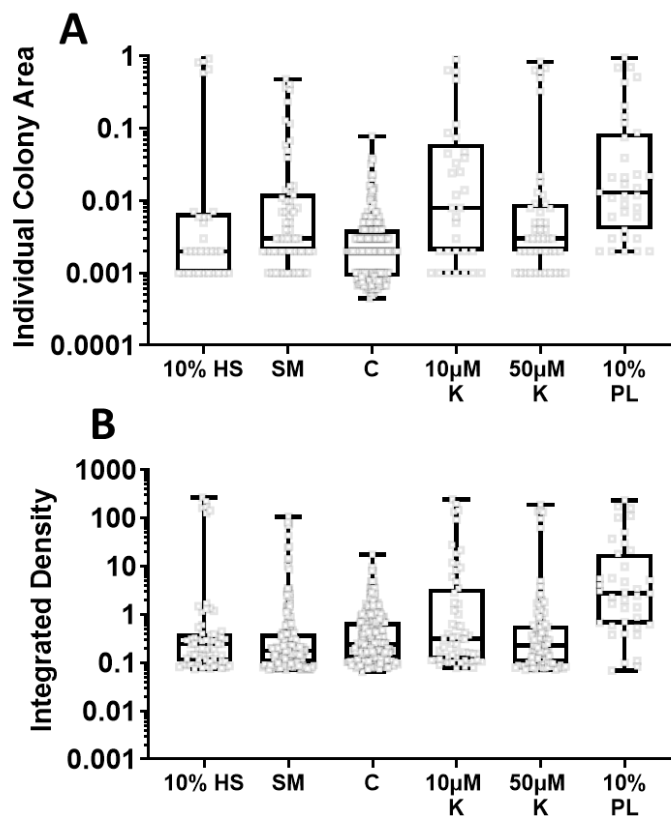 A
Individual Colony Area
1
0.1
0.01
0.001
0.0001
10% HS SM C 10µM K 50µM K 10% PL
B
Integrated Density
1000
100
10
1
0.1
0.01
0.001
10% HS SM C 10µM K 50µM K 10% PL